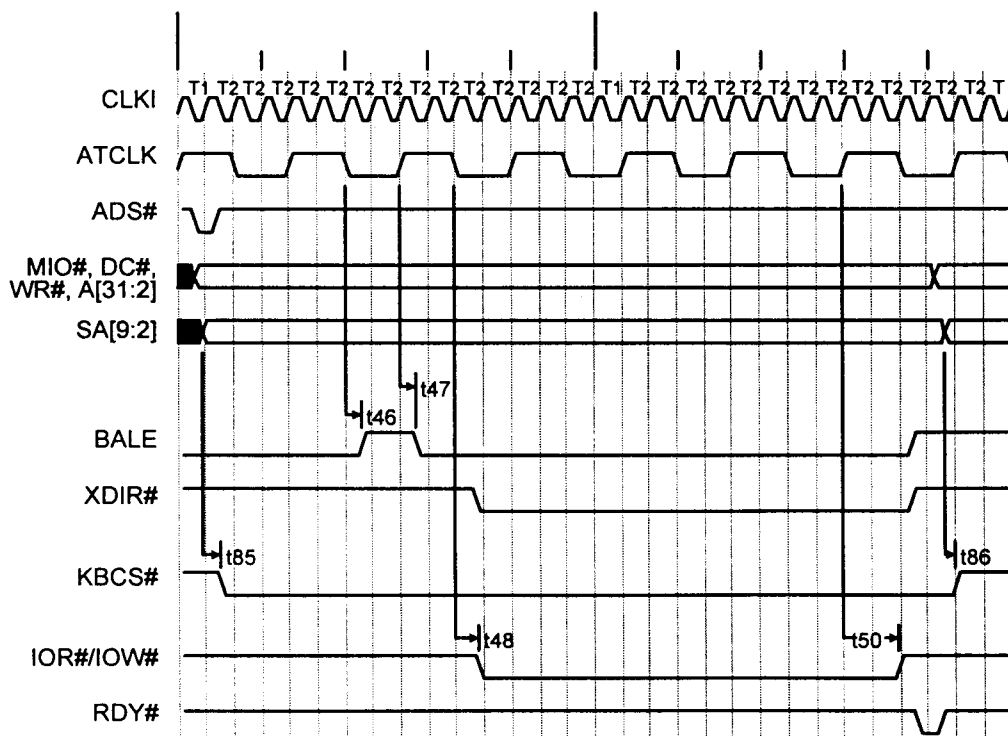 T1 T2 T2 T2 T2 T2 T2 T2 T2 T2 T2 T2 T2 T2 T2 T1 T2 T2 T2 T2 T2 T2 T2 T2 T2 T2 T2 T2 T2 T
CLKI
ATCLK
ADS#
MIO#, DC#,
WR#, A[31:2]
SA[9:2]
t47
t46
BALE
XDIR#
t85
t86
KBCS#
t48
t50
IOR#/IOW#
RDY#